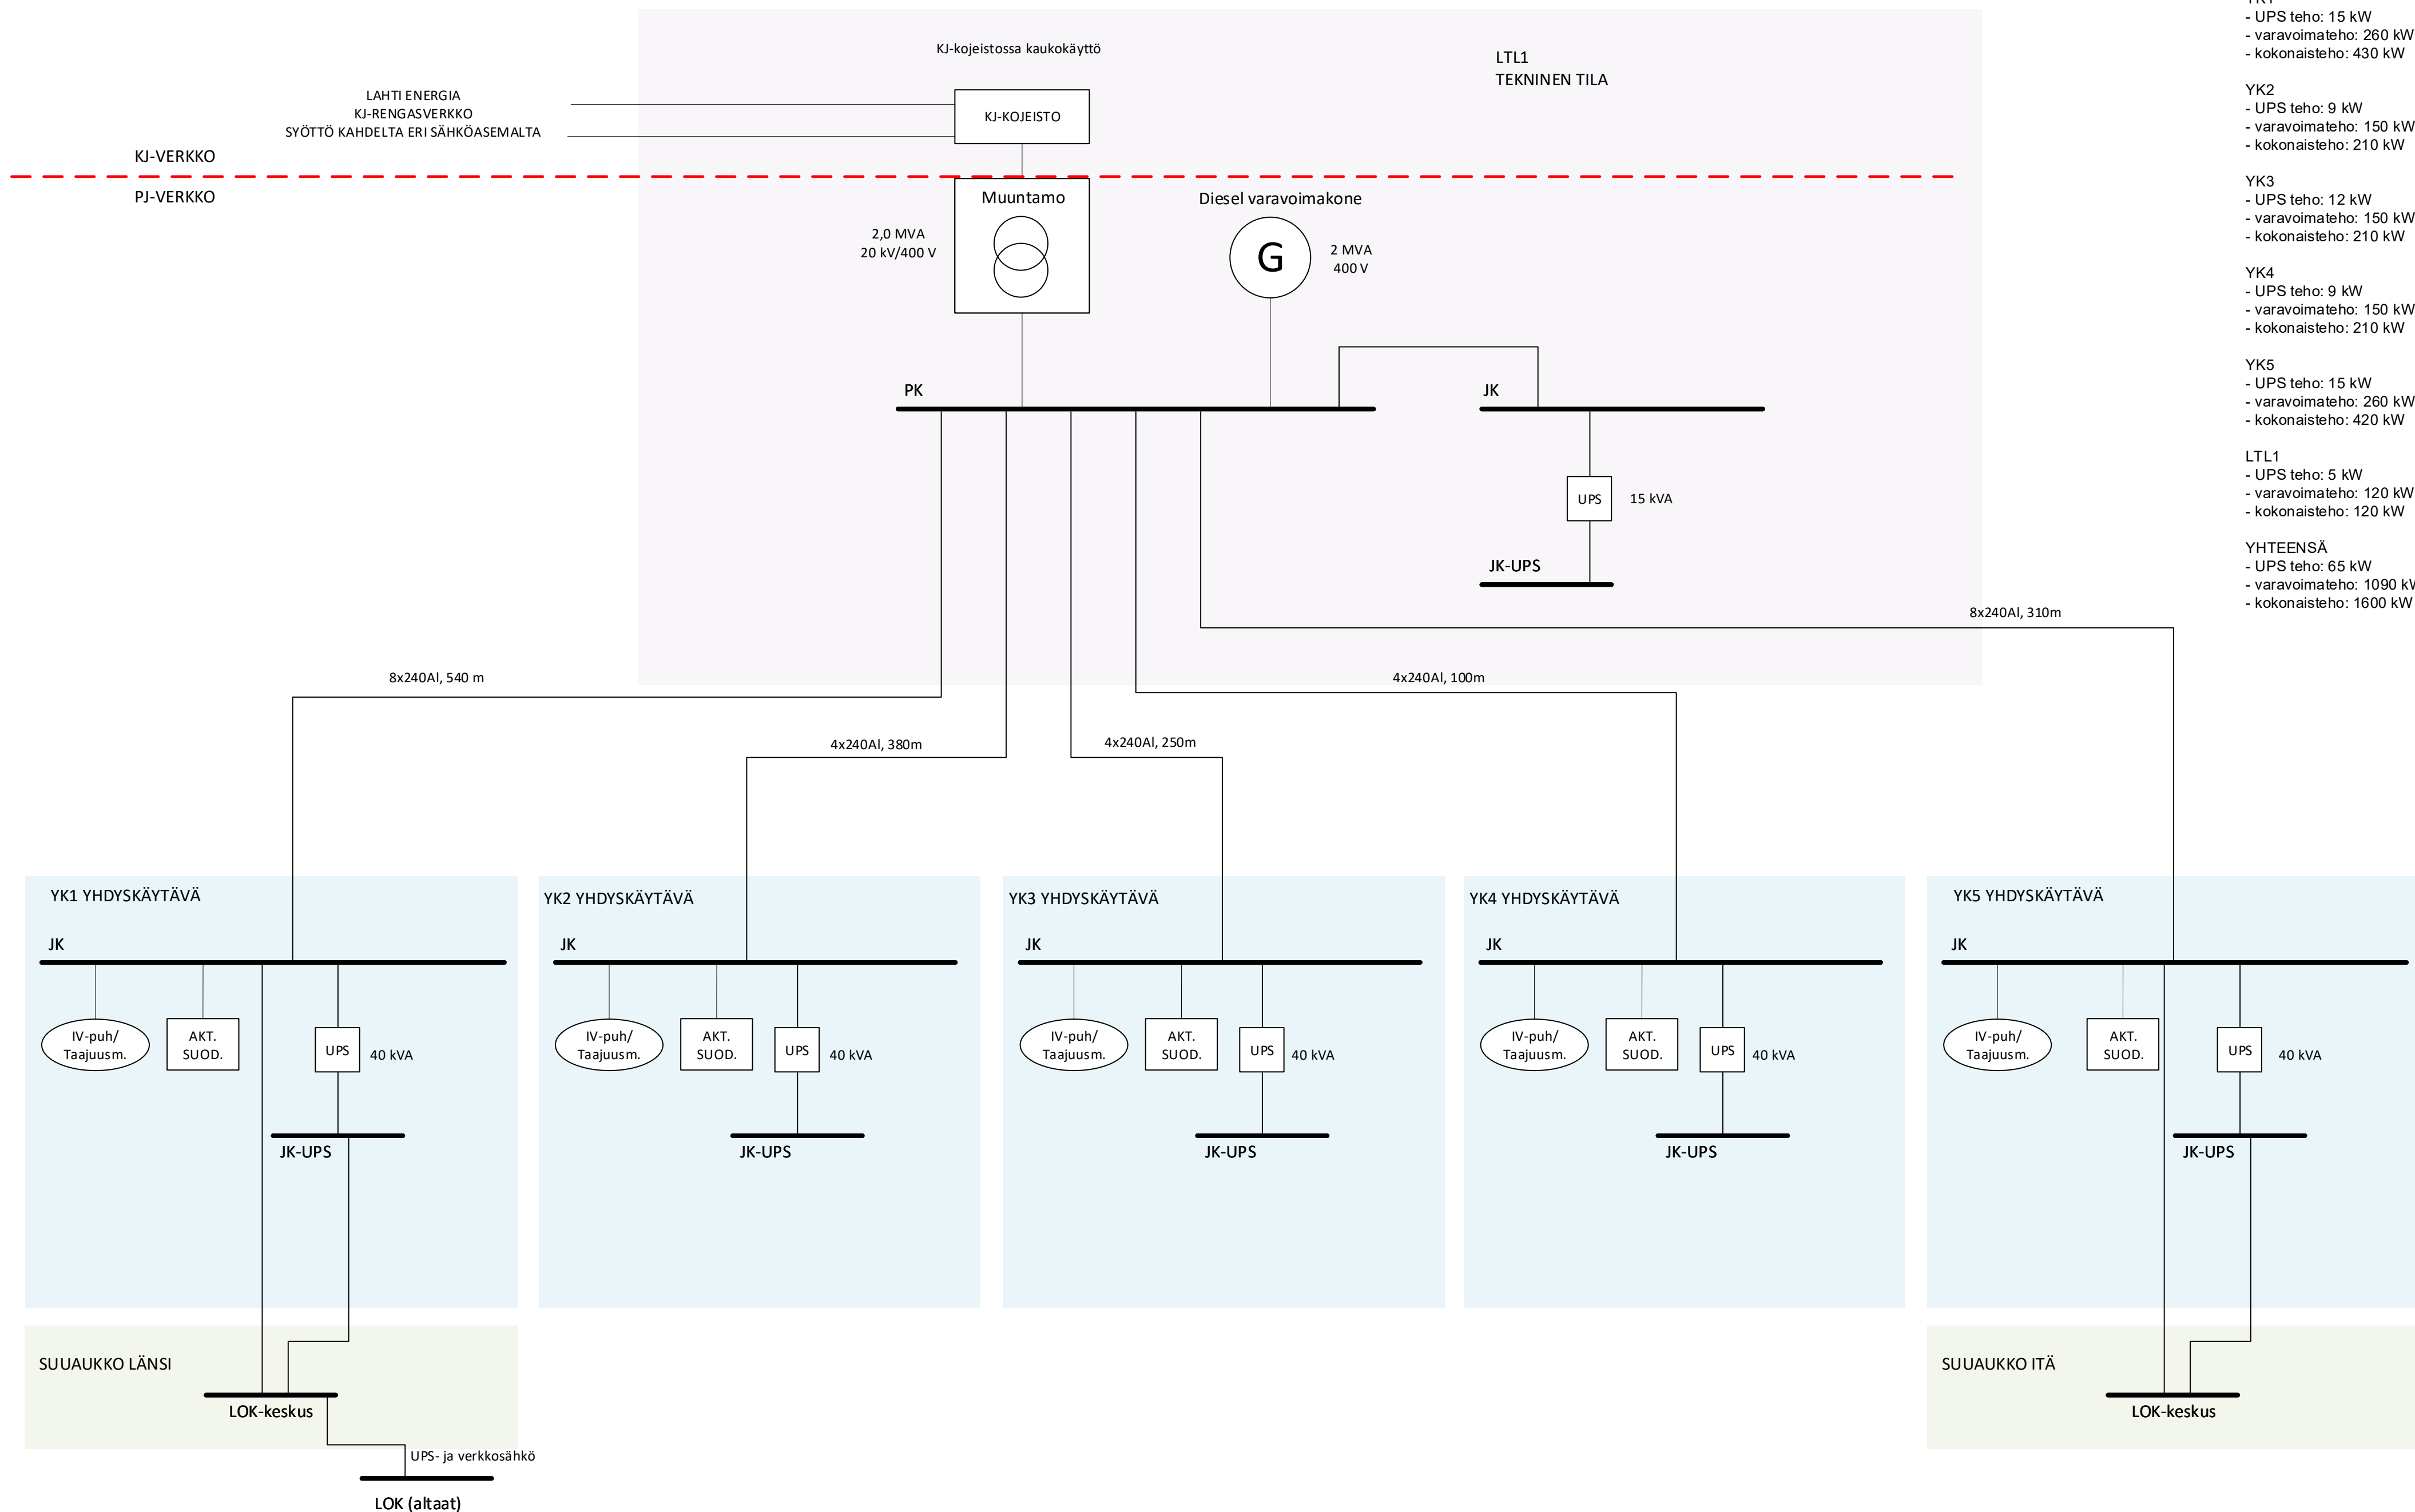 KJ-kojeistossa kaukokäyttö
LTL1
TEKNINEN TILA
LAHTI ENERGIA
KJ-RENGASVERKKO
SYÖTTÖ KAHDELTA ERI SÄHKÖASEMALTA
KJ-KOJEISTO
KJ-VERKKO
PJ-VERKKO
Muuntamo
2,0 MVA
20 kV/400 V
Diesel varavoimakone
G
2 MVA
400 V
PK
JK
UPS
15 kVA
JK-UPS
- UPS teho: 15 kW
- varavoimateho: 260 kW
- kokonaisteho: 430 kW
YK2
- UPS teho: 9 kW
- varavoimateho: 150 kW
- kokonaisteho: 210 kW
YK3
- UPS teho: 12 kW
- varavoimateho: 150 kW
- kokonaisteho: 210 kW
YK4
- UPS teho: 9 kW
- varavoimateho: 150 kW
- kokonaisteho: 210 kW
YK5
- UPS teho: 15 kW
- varavoimateho: 260 kW
- kokonaisteho: 420 kW
LTL1
- UPS teho: 5 kW
- varavoimateho: 120 kW
- kokonaisteho: 120 kW
YHTEENSÄ
- UPS teho: 65 kW
- varavoimateho: 1090 kW
- kokonaisteho: 1600 kW
8x240Al, 310m
8x240Al, 540 m
4x240Al, 100m
4x240Al, 380m
4x240Al, 250m
YK1 YHDYSKÄYTÄVÄ
JK
IV-puh/
Taajuusm.
AKT.
SUOD.
UPS
40 kVA
JK-UPS
YK2 YHDYSKÄYTÄVÄ
JK
IV-puh/
Taajuusm.
AKT.
SUOD.
UPS
40 kVA
JK-UPS
YK3 YHDYSKÄYTÄVÄ
JK
IV-puh/
Taajuusm.
AKT.
SUOD.
UPS
40 kVA
JK-UPS
YK4 YHDYSKÄYTÄVÄ
JK
IV-puh/
Taajuusm.
AKT.
SUOD.
UPS
40 kVA
JK-UPS
YK5 YHDYSKÄYTÄVÄ
JK
IV-puh/
Taajuusm.
AKT.
SUOD.
UPS
40 kVA
JK-UPS
SUUAUKKO LÄNSI
LOK-keskus
UPS- ja verkkosähkö
LOK (altaat)
SUUAUKKO ITÄ
LOK-keskus